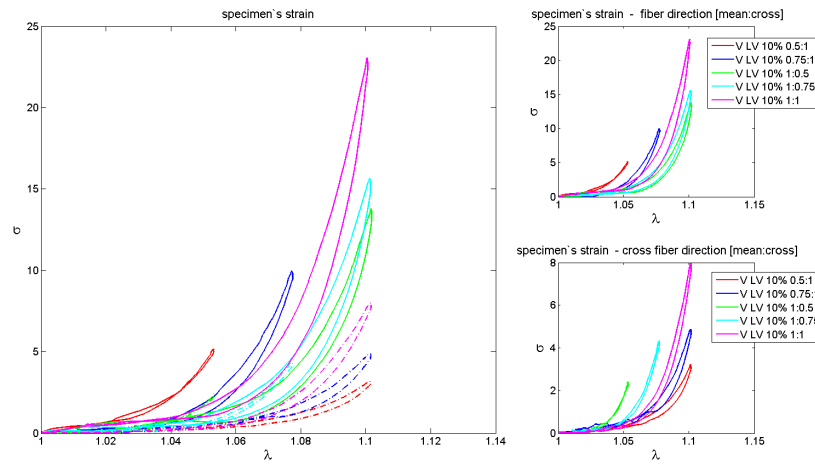 specimen`s strain
25
20
15
10
5
0
σ
1
1.02
1.04
1.06
1.08
1.1
1.12
1.14
λ
specimen`s strain - fiber direction [mean:cross]
25
20
15
10
5
0
σ
1
1.05
1.1
1.15
λ
V LV 10% 0.5:1
V LV 10% 0.75:1
V LV 10% 1:0.5
V LV 10% 1:0.75
V LV 10% 1:1
specimen`s strain - cross fiber direction [mean:cross]
8
6
4
2
0
σ
1
1.05
1.1
1.15
λ
V LV 10% 0.5:1
V LV 10% 0.75:1
V LV 10% 1:0.5
V LV 10% 1:0.75
V LV 10% 1:1